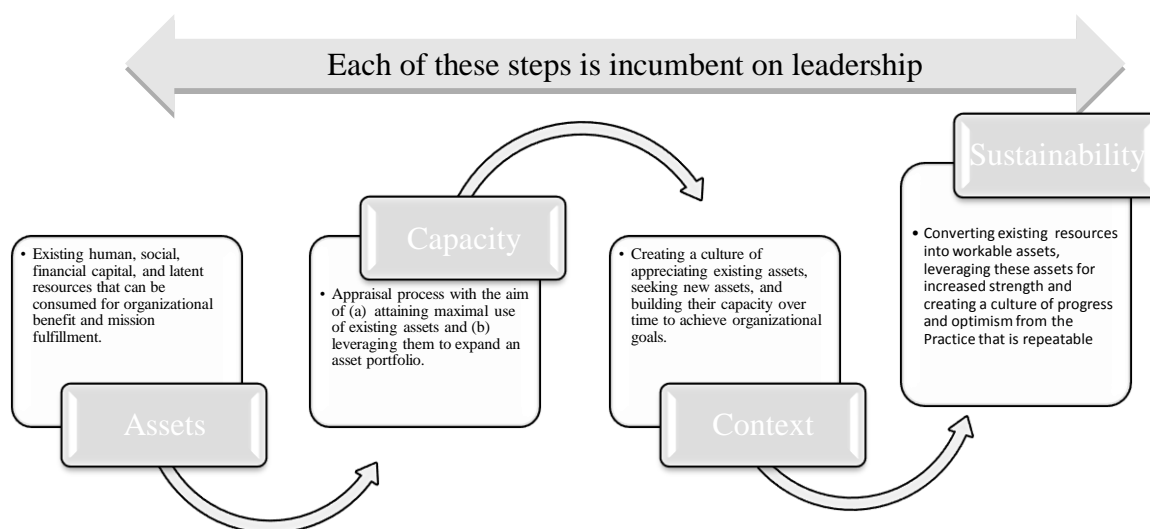 Each of these steps is incumbent on leadership
• Existing human, social,
financial capital, and latent
resources that can be
consumed for organizational
benefit and mission
fulfillment.
Assets
Capacity
• Appraisal process with the aim
of (a) attaining maximal use
of existing assets and (b)
leveraging them to expand an
asset portfolio.
• Creating a culture of
appreciating existing assets,
seeking new assets, and
building their capacity over
time to achieve organizational
goals.
Context
Sustainability
• Converting existing resources
into workable assets,
leveraging these assets for
increased strength and
creating a culture of progress
and optimism from the
Practice that is repeatable